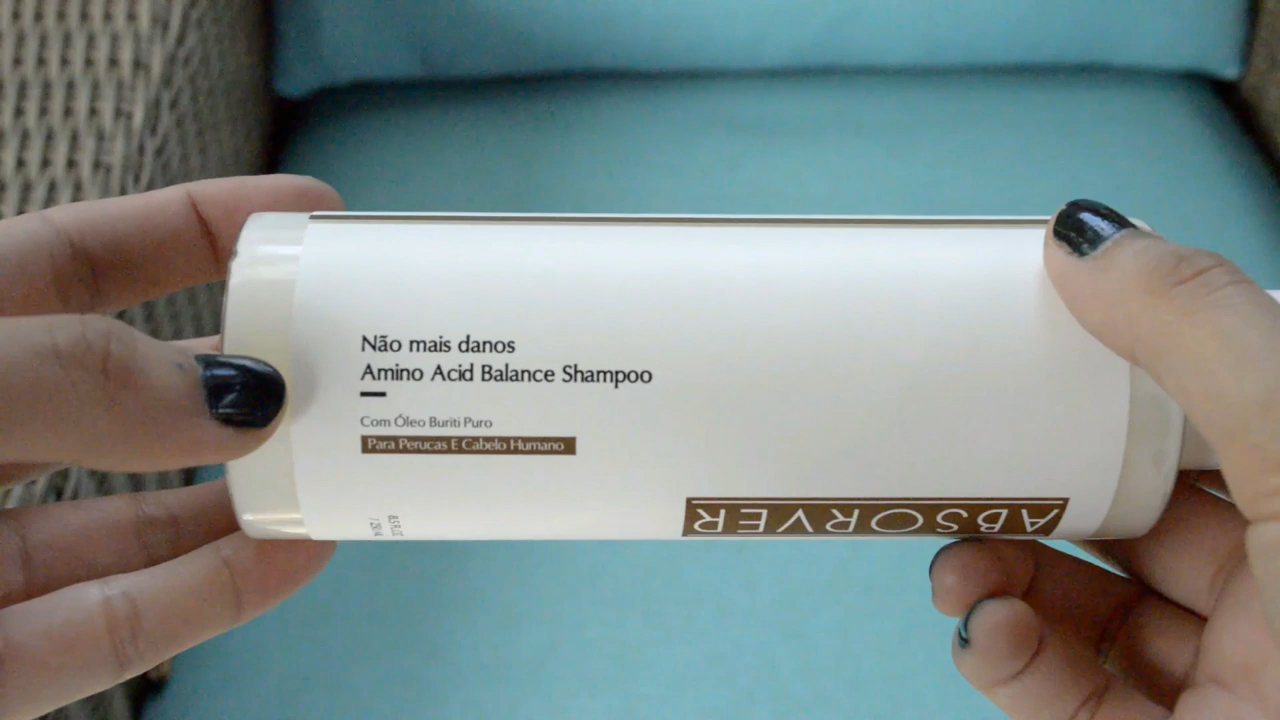 Não mais danos
Amino Acid Balance Shampoo
Com Óleo Buriti Puro
Para Perucas E Cabelo Humano
ABSORVER